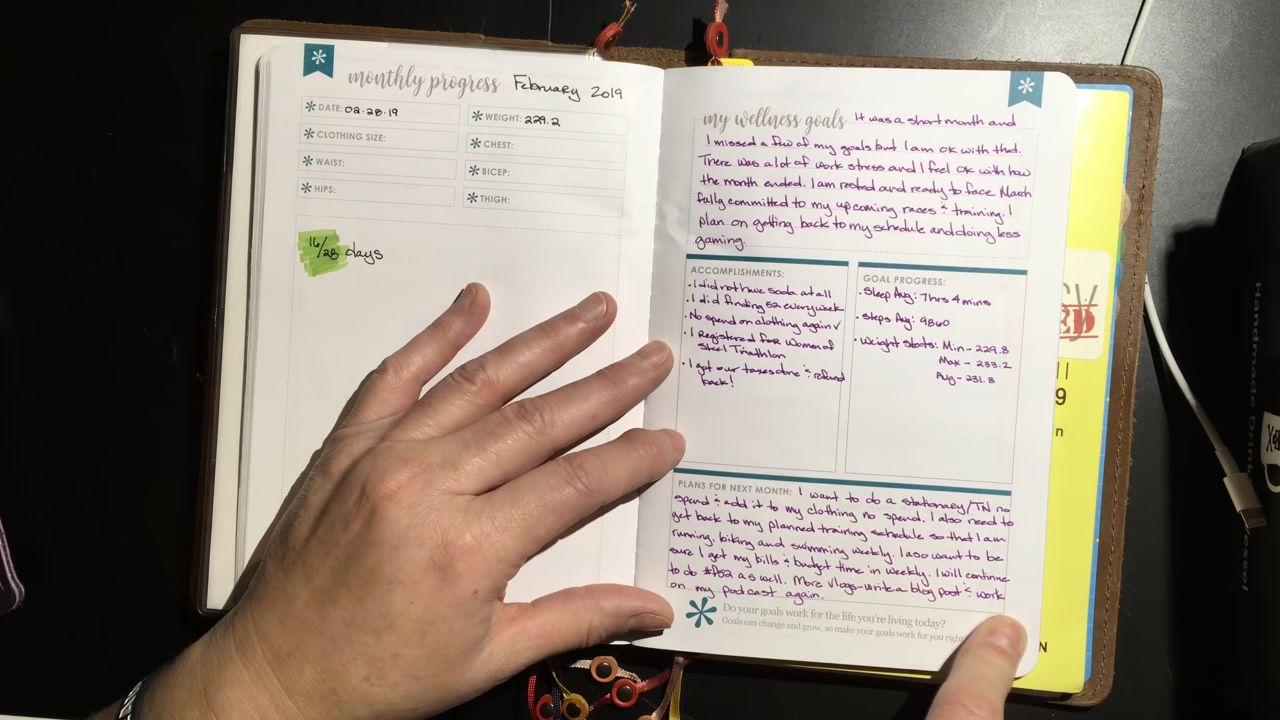 monthly progress February 2019
DATE: 02-28-19
WEIGHT: 229.2
CLOTHING SIZE:
CHEST:
WAIST:
BICEP:
HIPS:
THIGH:
16/28 days
my wellness goals It was a short month and
I missed a few of my goals but I am ok with that.
There was a lot of work stress and I feel ok with how
the month ended. I am rested and ready to face March
fully committed to my upcoming races & training. I
plan on getting back to my schedule and doing less
gaming.
ACCOMPLISHMENTS:
• I did not have soda at all
• I did finding 52 every week
• No spend on clothing again ✓
• I Registered for Women of
Steel Triathlon
• I got our taxes done & refund
back!
GOAL PROGRESS:
• Sleep Avg: 7hrs 4 mins
• Steps Avg: 9860
• Weight Stats: Min - 229.8
Max - 233.2
Avg - 231.8
PLANS FOR NEXT MONTH: I want to do a stationary/TN no
spend & add it to my clothing no spend. I also need to
get back to my planned training schedule so that I am
running, biking and swimming weekly. I also want to be
sure I get my bills & budget time in weekly. I will continue
to do #F52 as well. More vlogs-write a blog post & work
on my podcast again.
Do your goals work for the life you're living today?
Goals can change and grow, so make your goals work for you right
9
n
N
Handmade Drink
essel